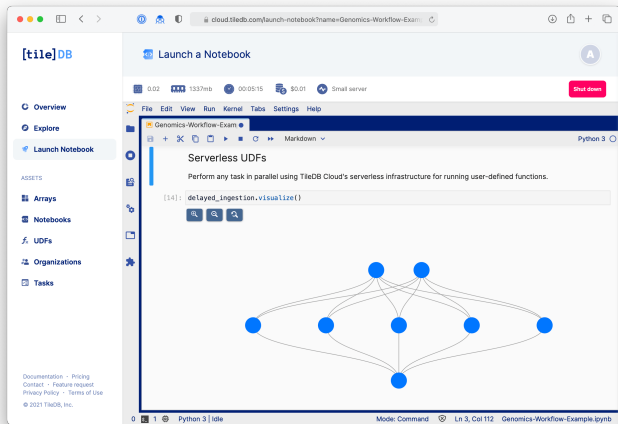 cloud.tiledb.com/launch-notebook?name=Genomics-Workflow-Exam
[tile]DB
Launch a Notebook
A
0.02
1337mb
00:05:15
$0.01
Small server
Shut down
Overview
Explore
Launch Notebook
ASSETS
Arrays
Notebooks
UDFs
Organizations
Tasks
File Edit View Run Kernel Tabs Settings Help
Genomics-Workflow-Exam
Markdown
Python 3
Serverless UDFs
Perform any task in parallel using TileDB Cloud's serverless infrastructure for running user-defined functions.
[14]: delayed_ingestion.visualize()
Documentation · Pricing
Contact · Feature request
Privacy Policy · Terms of Use
© 2021 TileDB, Inc.
0 1 Python 3 | Idle
Mode: Command Ln 3, Col 112 Genomics-Workflow-Example.ipynb